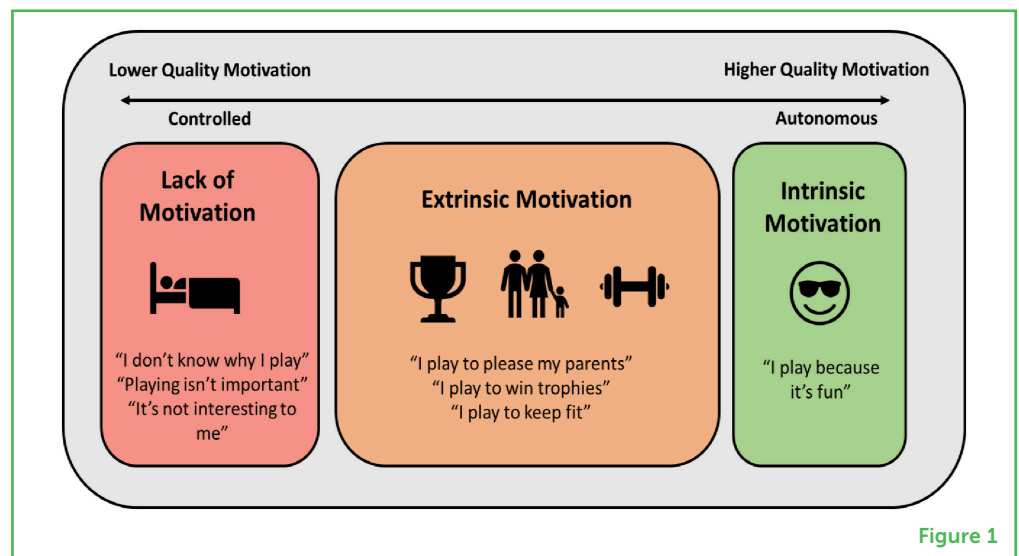 Lower Quality Motivation
Higher Quality Motivation
Controlled
Autonomous
Lack of
Motivation
“I don’t know why I play”
“Playing isn’t important”
“It’s not interesting to
me”
Extrinsic Motivation
“I play to please my parents”
“I play to win trophies”
“I play to keep fit”
Intrinsic
Motivation
“I play because
it’s fun”
Figure 1